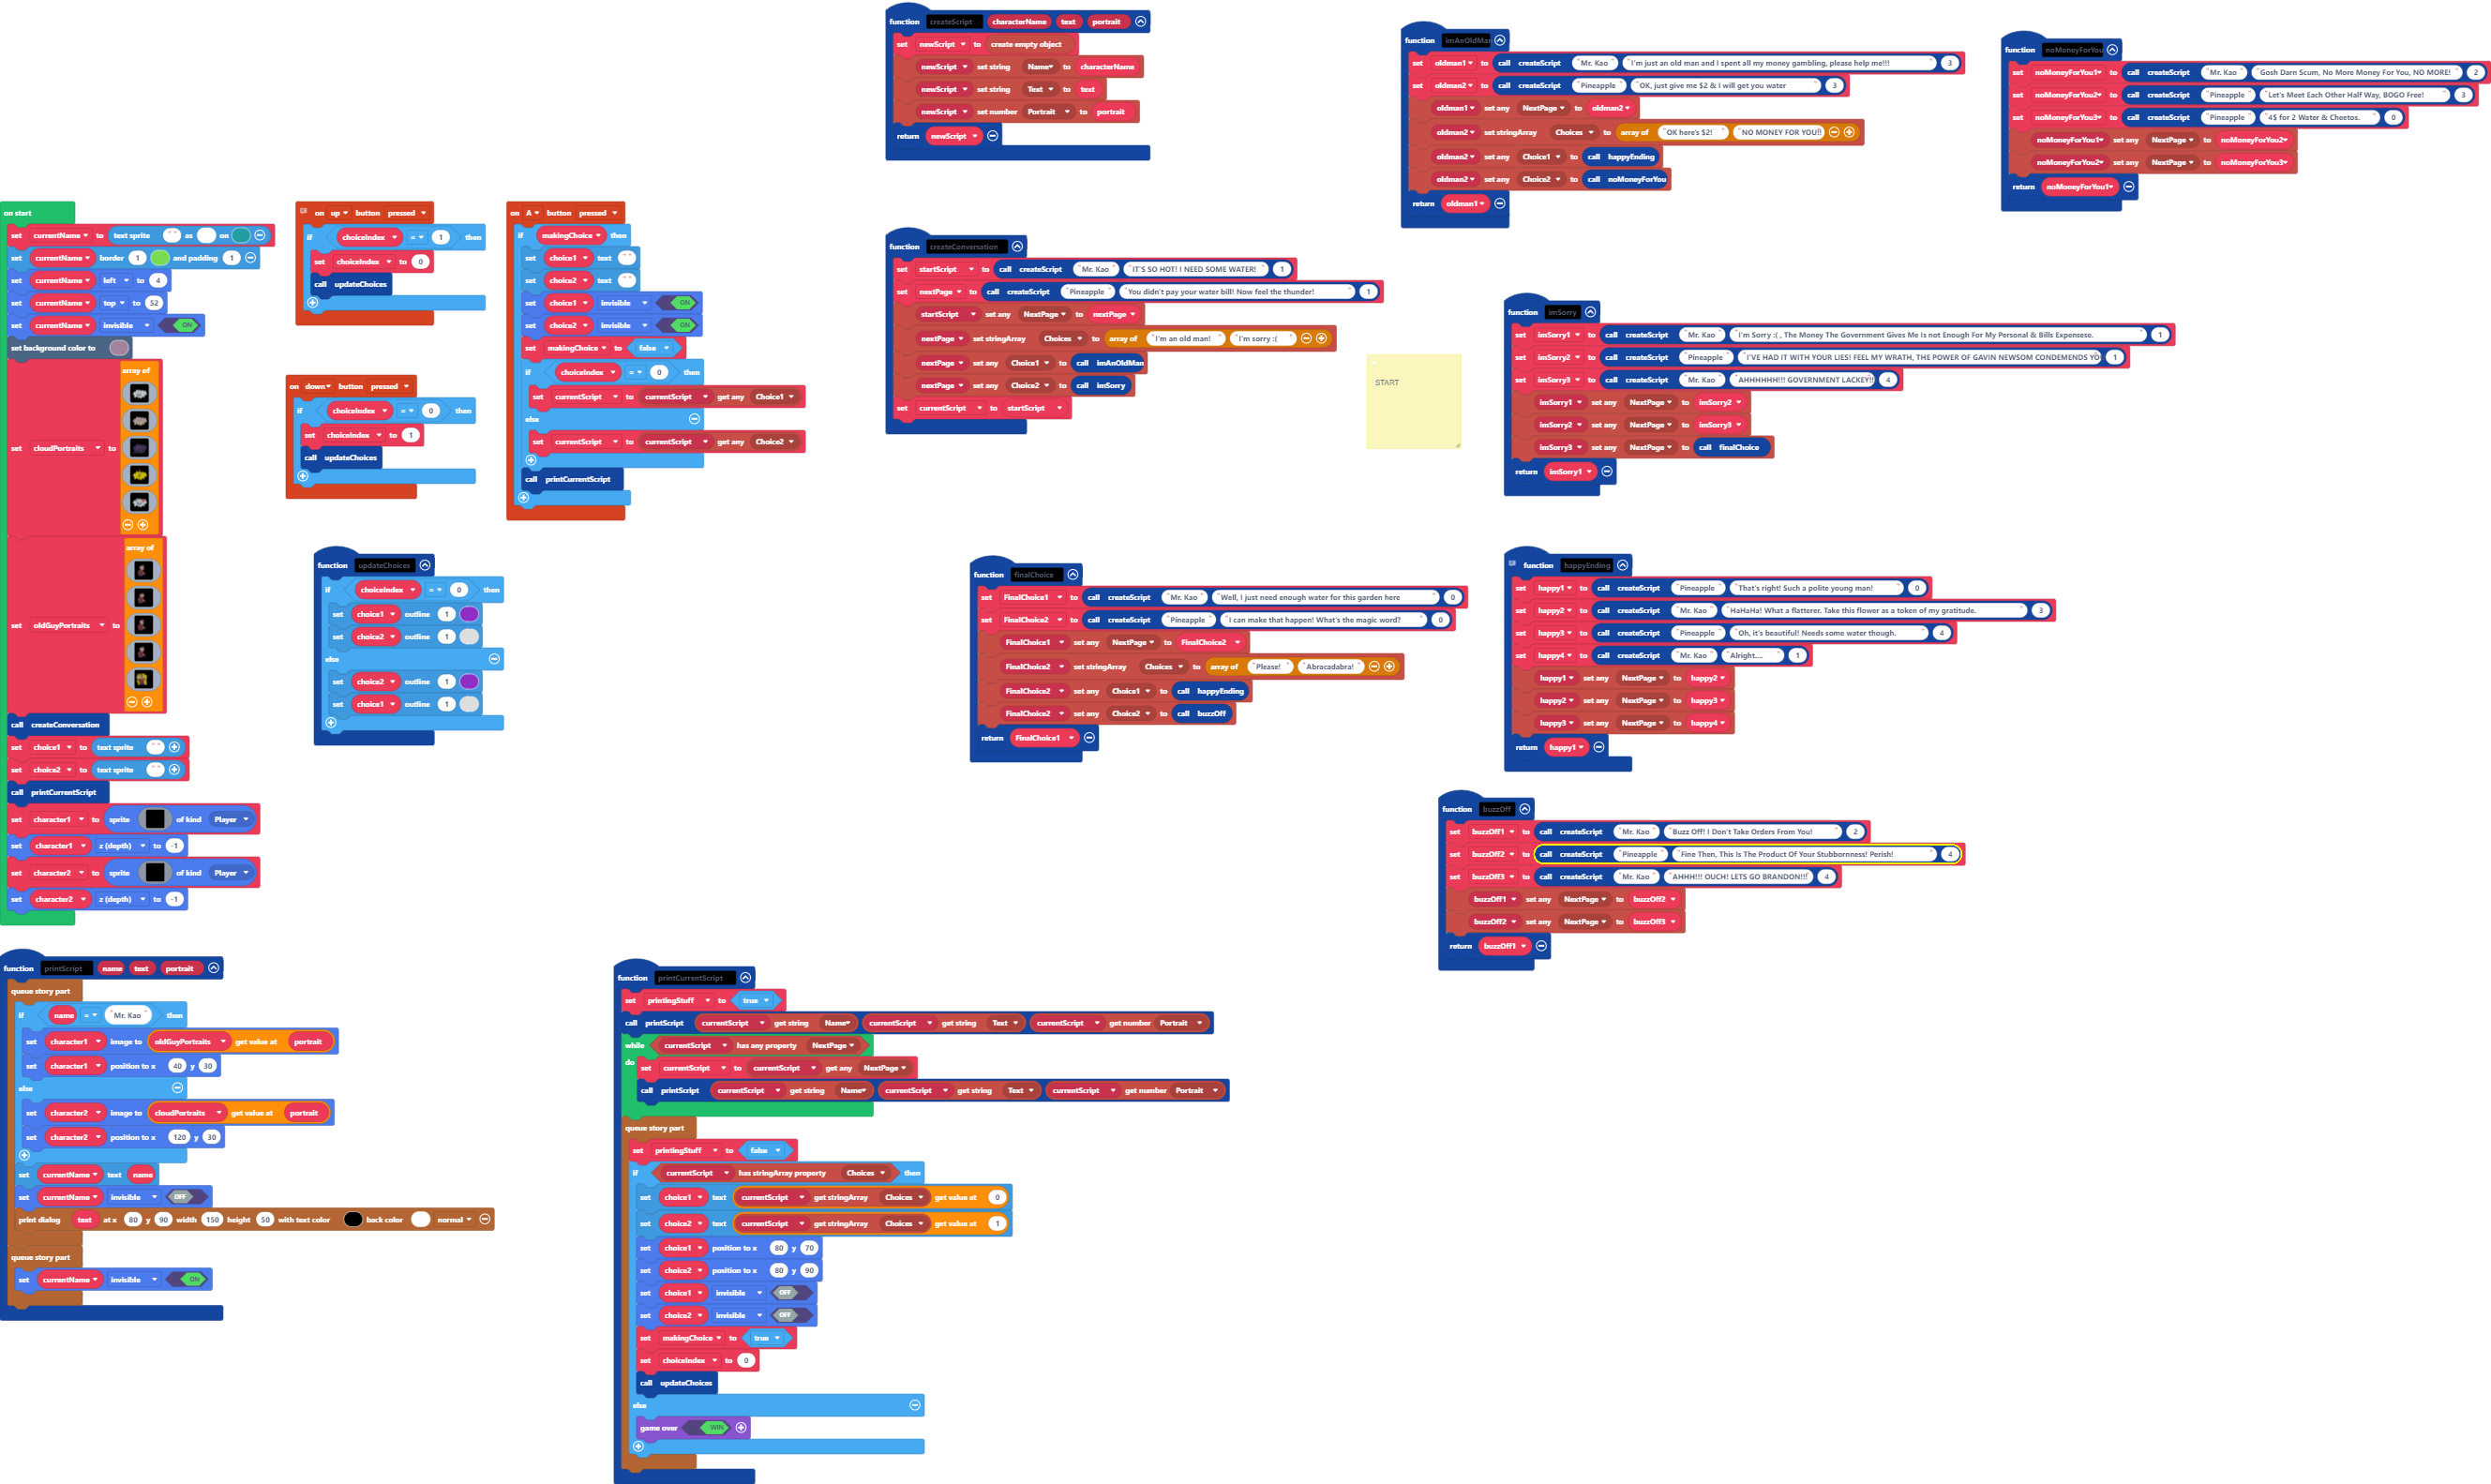 on start
set currentName to text sprite " " as on
set currentName border 1 and padding 1
set currentName left to 4
set currentName top to 52
set currentName invisible ON
set background color to
set cloudPortraits to array of
set oldGuyPortraits to array of
call createConversation
set choice1 to text sprite " "
set choice2 to text sprite " "
call printCurrentScript
set character1 to sprite of kind Player
set character1 z (depth) to -1
set character2 to sprite of kind Player
set character2 z (depth) to -1
on up button pressed
if choiceIndex = 1 then
set choiceIndex to 0
call updateChoices
on down button pressed
if choiceIndex = 0 then
set choiceIndex to 1
call updateChoices
on A button pressed
if makingChoice then
set choice1 text " "
set choice2 text " "
set choice1 invisible ON
set choice2 invisible ON
set makingChoice to false
if choiceIndex = 0 then
set currentScript to currentScript get any Choice1
else
set currentScript to currentScript get any Choice2
call printCurrentScript
function updateChoices
if choiceIndex = 0 then
set choice1 outline 1
set choice2 outline 1
else
set choice2 outline 1
set choice1 outline 1
function createScript characterName text portrait
set newScript to create empty object
newScript set string Name to characterName
newScript set string Text to text
newScript set number Portrait to portrait
return newScript
function createConversation
set startScript to call createScript "Mr. Kao" "IT'S SO HOT! I NEED SOME WATER!" 1
set nextPage to call createScript "Pineapple" "You didn't pay your water bill! Now feel the thunder!" 1
startScript set any NextPage to nextPage
nextPage set stringArray Choices to array of "I'm an old man!" "I'm sorry :("
nextPage set any Choice1 to call imAnOldMan
nextPage set any Choice2 to call imSorry
set currentScript to startScript
START
function imAnOldMan
set oldman1 to call createScript "Mr. Kao" "I'm just an old man and I spent all my money gambling, please help me!!!" 3
set oldman2 to call createScript "Pineapple" "OK, just give me $2 & I will get you water" 3
oldman1 set any NextPage to oldman2
oldman2 set stringArray Choices to array of "OK here's $2!" "NO MONEY FOR YOU!!
oldman2 set any Choice1 to call happyEnding
oldman2 set any Choice2 to call noMoneyForYou
return oldman1
function noMoneyForYou
set noMoneyForYou1 to call createScript "Mr. Kao" "Gosh Darn Scum, No More Money For You, NO MORE!" 2
set noMoneyForYou2 to call createScript "Pineapple" "Let's Meet Each Other Half Way, BOGO Free!" 3
set noMoneyForYou3 to call createScript "Pineapple" "4$ for 2 Water & Cheetos." 0
noMoneyForYou1 set any NextPage to noMoneyForYou2
noMoneyForYou2 set any NextPage to noMoneyForYou3
return noMoneyForYou1
function imSorry
set imSorry1 to call createScript "Mr. Kao" "I'm Sorry :( , The Money The Government Gives Me Is not Enough For My Personal & Bills Expensese." 1
set imSorry2 to call createScript "Pineapple" "I'VE HAD IT WITH YOUR LIES! FEEL MY WRATH, THE POWER OF GAVIN NEWSOM CONDEMENDS YO 1
set imSorry3 to call createScript "Mr. Kao" "AHHHHHH!!! GOVERNMENT LACKEY!!" 4
imSorry1 set any NextPage to imSorry2
imSorry2 set any NextPage to imSorry3
imSorry3 set any NextPage to call finalChoice
return imSorry1
function finalChoice
set FinalChoice1 to call createScript "Mr. Kao" "Well, I just need enough water for this garden here" 0
set FinalChoice2 to call createScript "Pineapple" "I can make that happen! What's the magic word?" 0
FinalChoice1 set any NextPage to FinalChoice2
FinalChoice2 set stringArray Choices to array of "Please!" "Abracadabra!"
FinalChoice2 set any Choice1 to call happyEnding
FinalChoice2 set any Choice2 to call buzzOff
return FinalChoice1
function happyEnding
set happy1 to call createScript "Pineapple" "That's right! Such a polite young man!" 0
set happy2 to call createScript "Mr. Kao" "HaHaHa! What a flatterer. Take this flower as a token of my gratitude." 3
set happy3 to call createScript "Pineapple" "Oh, it's beautiful! Needs some water though." 4
set happy4 to call createScript "Mr. Kao" "Alright...." 1
happy1 set any NextPage to happy2
happy2 set any NextPage to happy3
happy3 set any NextPage to happy4
return happy1
function buzzOff
set buzzOff1 to call createScript "Mr. Kao" "Buzz Off! I Don't Take Orders From You!" 2
set buzzOff2 to call createScript "Pineapple" "Fine Then, This Is The Product Of Your Stubbornness! Perish!" 4
set buzzOff3 to call createScript "Mr. Kao" "AHHH!!! OUCH! LETS GO BRANDON!!!" 4
buzzOff1 set any NextPage to buzzOff2
buzzOff2 set any NextPage to buzzOff3
return buzzOff1
function printScript name text portrait
queue story part
if name = "Mr. Kao" then
set character1 image to oldGuyPortraits get value at portrait
set character1 position to x 40 y 30
else
set character2 image to cloudPortraits get value at portrait
set character2 position to x 120 y 30
set currentName text name
set currentName invisible OFF
print dialog text at x 80 y 90 width 150 height 50 with text color back color normal
queue story part
set currentName invisible ON
function printCurrentScript
set printingStuff to true
call printScript currentScript get string Name currentScript get string Text currentScript get number Portrait
while currentScript has any property NextPage
do set currentScript to currentScript get any NextPage
call printScript currentScript get string Name currentScript get string Text currentScript get number Portrait
queue story part
set printingStuff to false
if currentScript has stringArray property Choices then
set choice1 text currentScript get stringArray Choices get value at 0
set choice2 text currentScript get stringArray Choices get value at 1
set choice1 position to x 80 y 70
set choice2 position to x 80 y 90
set choice1 invisible OFF
set choice2 invisible OFF
set makingChoice to true
set choiceIndex to 0
call updateChoices
else
game over WIN